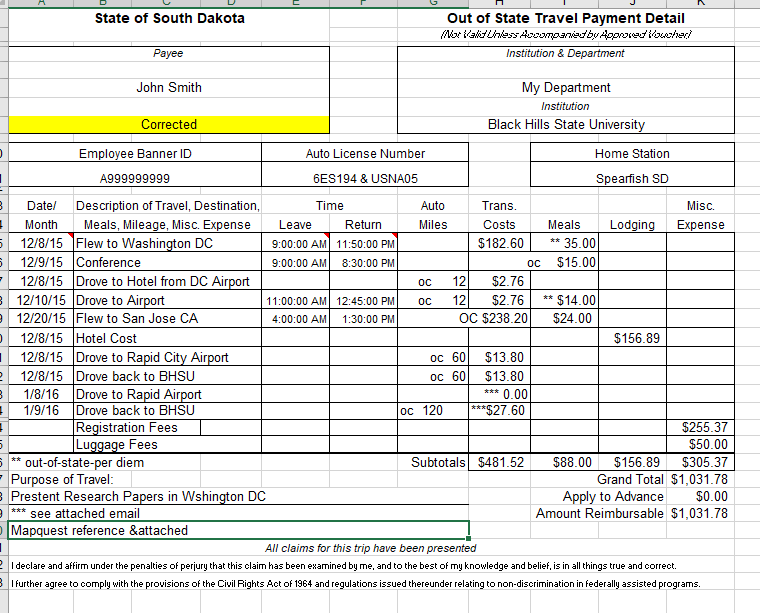 A B C D E F G H I J K
State of South Dakota Out of State Travel Payment Detail
(Not Valid Unless Accompanied by Approved Voucher)
Payee Institution & Department
John Smith My Department
Institution
Corrected Black Hills State University
Employee Banner ID Auto License Number Home Station
A999999999 6ES194 & USNA05 Spearfish SD
Date/ Description of Travel, Destination, Time Auto Trans. Misc.
Month Meals, Mileage, Misc. Expense Leave Return Miles Costs Meals Lodging Expense
12/8/15 Flew to Washington DC 9:00:00 AM 11:50:00 PM $182.60 ** 35.00
12/9/15 Conference 9:00:00 AM 8:30:00 PM oc $15.00
12/8/15 Drove to Hotel from DC Airport oc 12 $2.76
12/10/15 Drove to Airport 11:00:00 AM 12:45:00 PM oc 12 $2.76 ** $14.00
12/20/15 Flew to San Jose CA 4:00:00 AM 1:30:00 PM OC $238.20 $24.00
12/8/15 Hotel Cost $156.89
12/8/15 Drove to Rapid City Airport oc 60 $13.80
12/8/15 Drove back to BHSU oc 60 $13.80
1/8/16 Drove to Rapid Airport *** 0.00
1/9/16 Drove back to BHSU oc 120 ***$27.60
Registration Fees $255.37
Luggage Fees $50.00
** out-of-state-per diem Subtotals $481.52 $88.00 $156.89 $305.37
Purpose of Travel: Grand Total $1,031.78
Prestent Research Papers in Wshington DC Apply to Advance $0.00
*** see attached email Amount Reimbursable $1,031.78
Mapquest reference &attached
All claims for this trip have been presented
I declare and affirm under the penalties of perjury that this claim has been examined by me, and to the best of my knowledge and belief, is in all things true and correct.
I further agree to comply with the provisions of the Civil Rights Act of 1964 and regulations issued thereunder relating to non-discrimination in federally assisted programs.